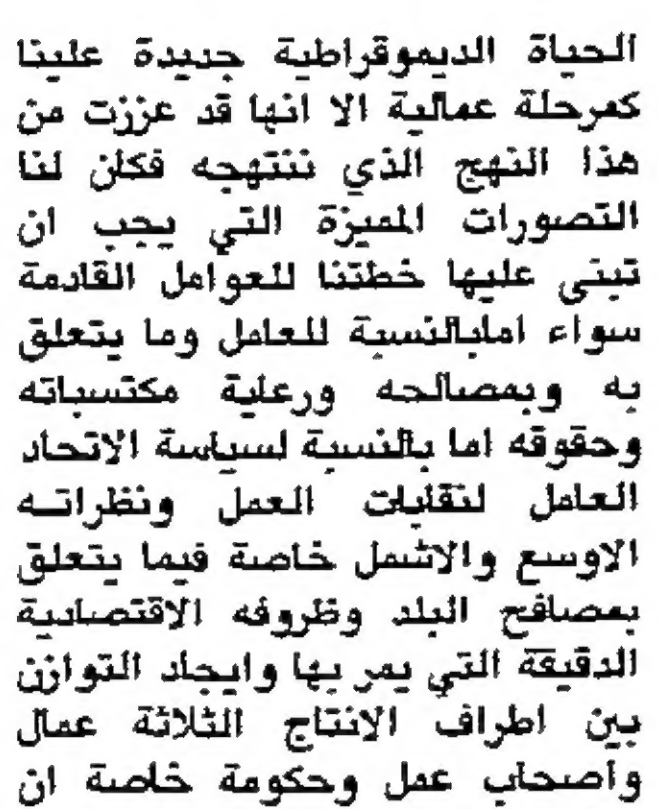 الحياة الديموقراطية جديدة علينا
كمرحلة عمالية الا انها قد عززت من
هذا النهج الذي ننتهجه فكان لنا
التصورات المميزة التي يجب ان
تبنى عليها خطتنا للعوامل القادمة
سواء امابالنسبة للعامل وما يتعلق
به وبمصالحه ورعاية مكتسباته
وحقوقه اما بالنسبة لسياسة الاتحاد
العامل لنقابات العمل ونظراته
الاوسع والاشمل خاصة فيما يتعلق
بمصافح البلد وظروفه الاقتصادية
الدقيقة التي يمر بها وايجاد التوازن
بين اطراف الانتاج الثلاثة عمال
واصحاب عمل وحكومة خاصة ان